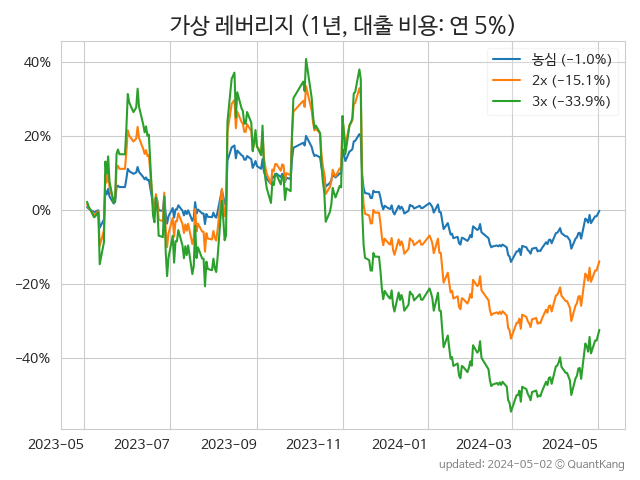 가상 레버리지 (1년, 대출 비용: 연 5%)
농심 (−1.0%)
2x (−15.1%)
3x (−33.9%)
40%
20%
0%
−20%
−40%
2023-05 2023-07 2023-09 2023-11 2024-01 2024-03 2024-05
updated: 2024-05-02 © QuantKang